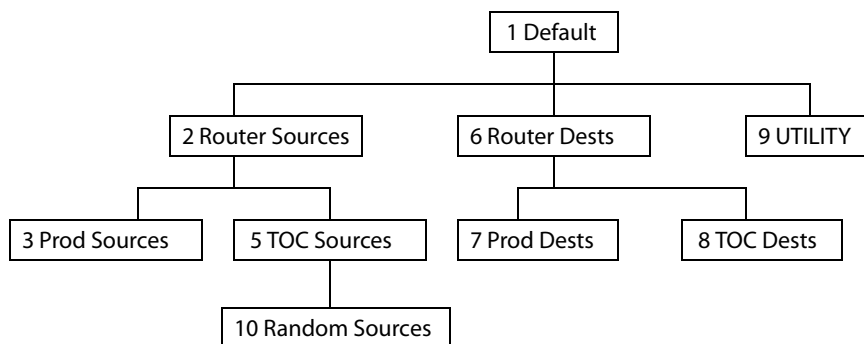 1 Default
2 Router Sources
6 Router Dests
9 UTILITY
3 Prod Sources
5 TOC Sources
7 Prod Dests
8 TOC Dests
10 Random Sources